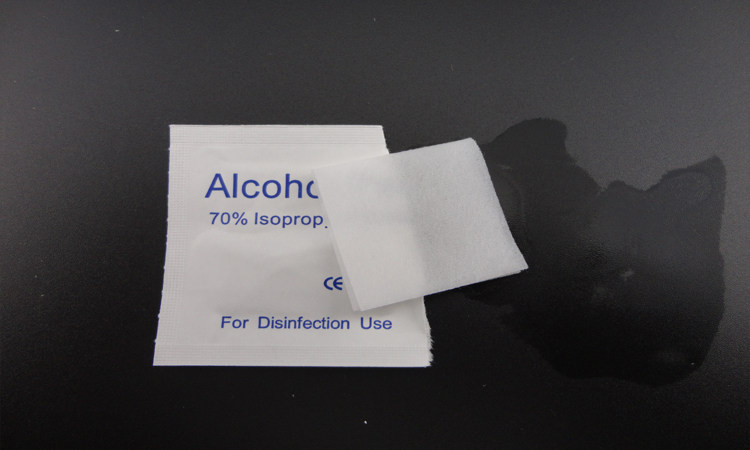 Alcoho
70% Isoprop
CE
For Disinfection Use